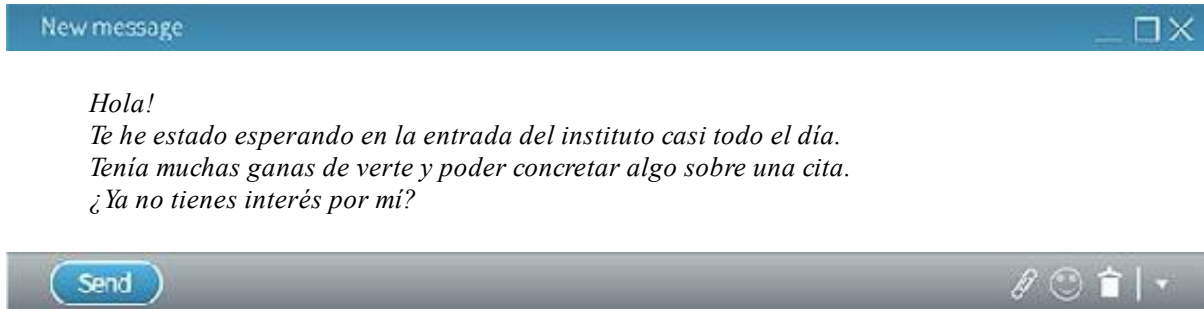 New message
Hola!
Te he estado esperando en la entrada del instituto casi todo el día.
Tenía muchas ganas de verte y poder concretar algo sobre una cita.
¿Ya no tienes interés por mí?
Send